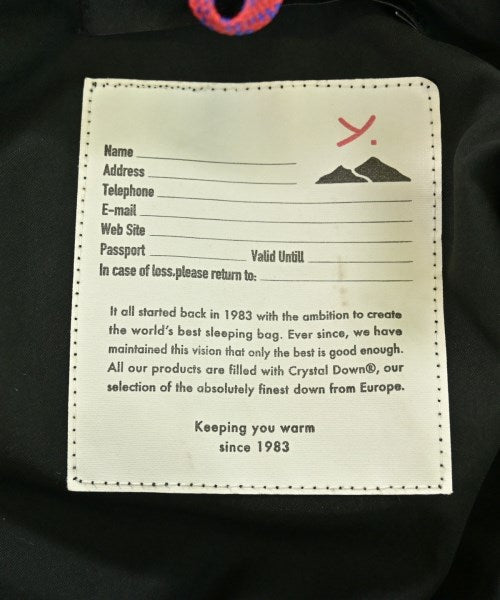 y.
Name
Address
Telephone
E-mail
Web Site
Passport Valid Untill
In case of loss.please return to:
It all started back in 1983 with the ambition to create
the world's best sleeping bag. Ever since, we have
maintained this vision that only the best is good enough.
All our products are filled with Crystal Down®, our
selection of the absolutely finest down from Europe.
Keeping you warm
since 1983